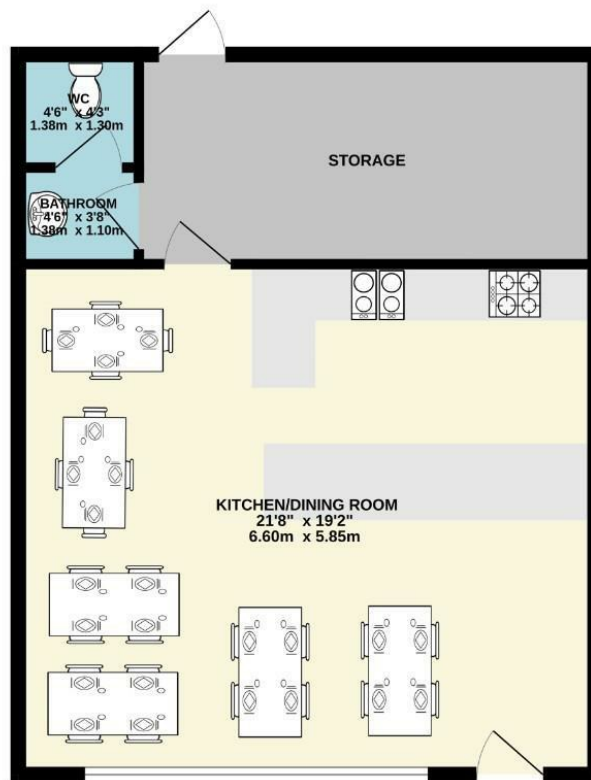 WC
4'6" x 4'3"
1.38m x 1.30m
STORAGE
BATHROOM
4'6" x 3'8"
1.38m x 1.10m
KITCHEN/DINING ROOM
21'8" x 19'2"
6.60m x 5.85m